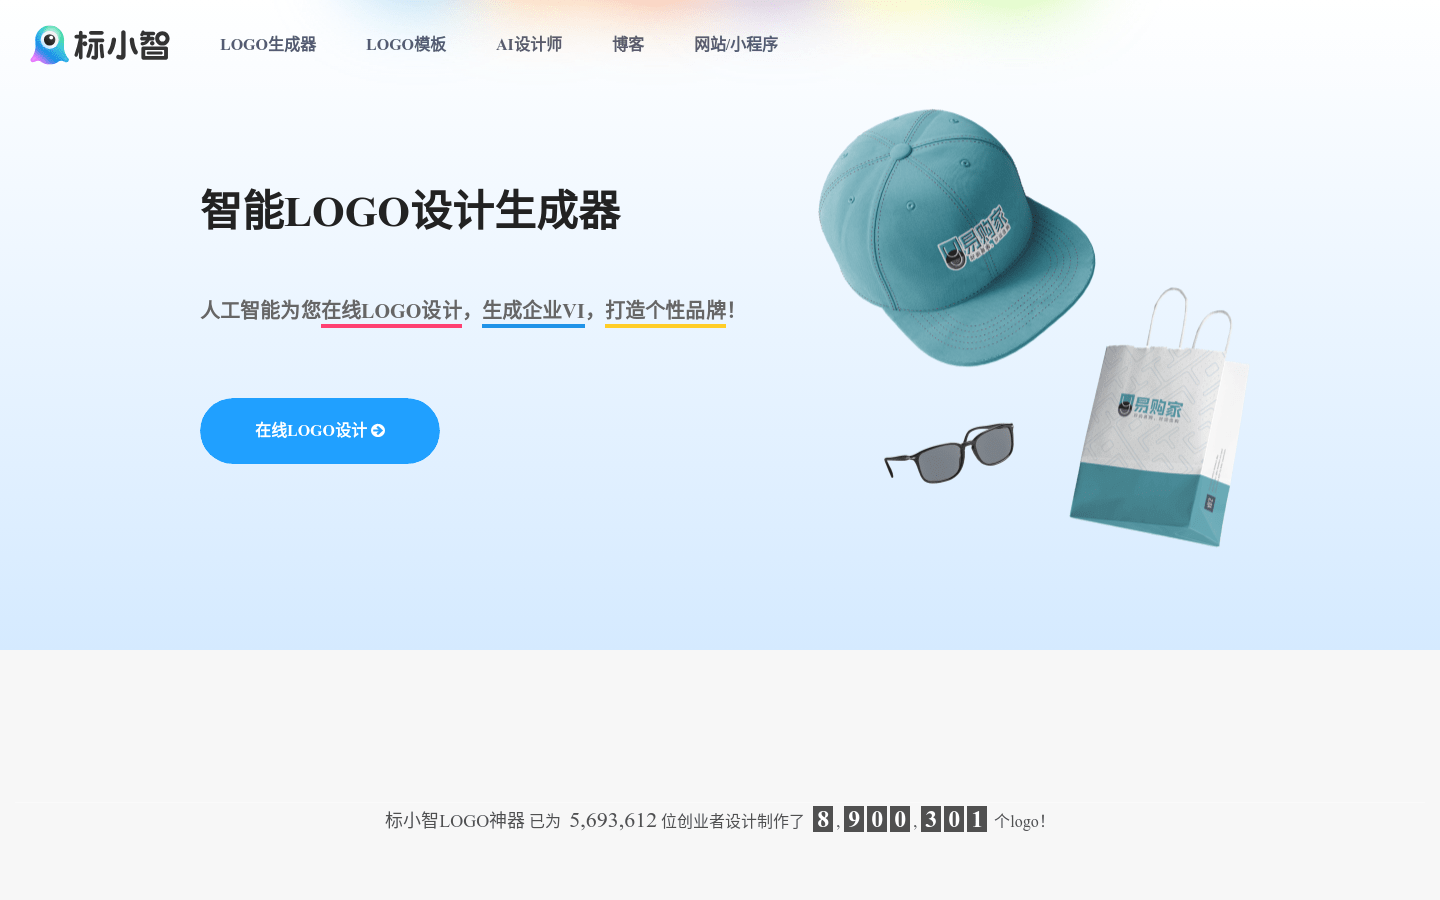 标小智
LOGO生成器
LOGO模板
AI设计师
博客
网站/小程序
智能LOGO设计生成器
人工智能为您在线LOGO设计，生成企业VI，打造个性品牌！
在线LOGO设计
易购家
易购家
标小智LOGO神器 已为 5,693,612 位创业者设计制作了 8,900,301 个logo！